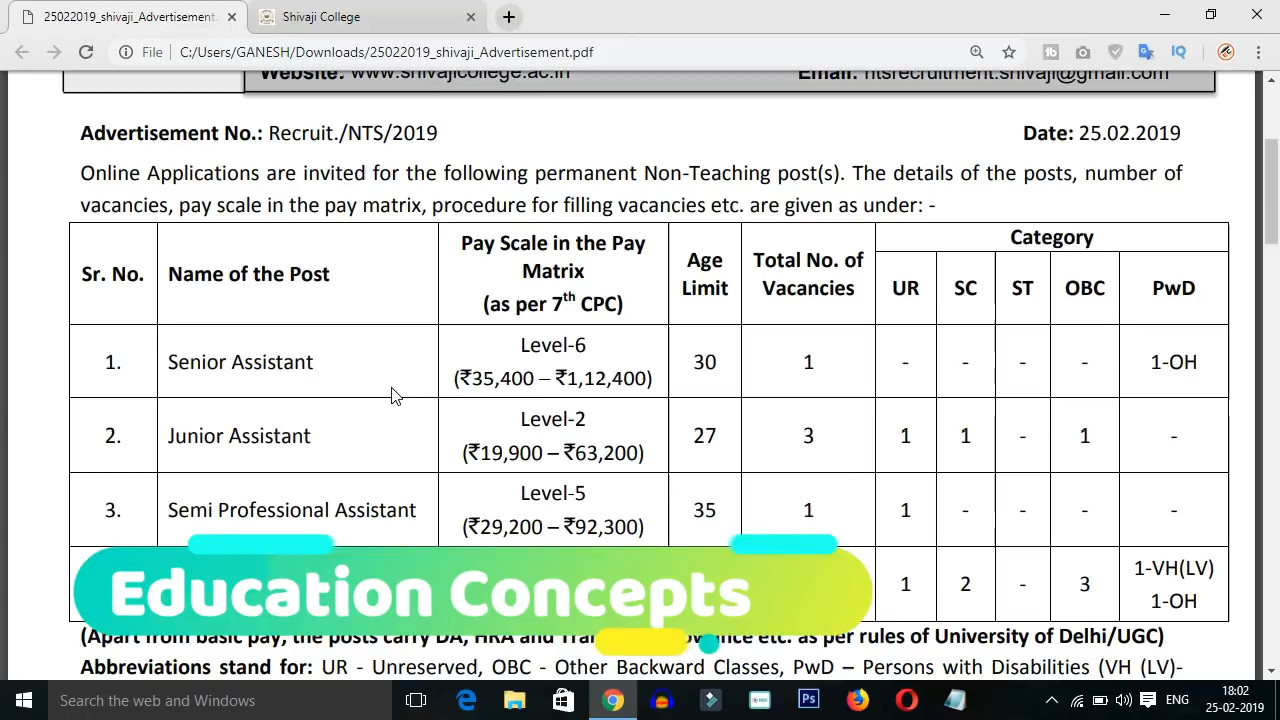 25022019_shivaji_Advertisement.
Shivaji College
File C:/Users/GANESH/Downloads/25022019_shivaji_Advertisement.pdf
Website: www.shivajicollege.ac.in Email: ntsrecruitment.shivaji@gmail.com
Advertisement No.: Recruit./NTS/2019 Date: 25.02.2019
Online Applications are invited for the following permanent Non-Teaching post(s). The details of the posts, number of
vacancies, pay scale in the pay matrix, procedure for filling vacancies etc. are given as under: -
Sr. No. Name of the Post Pay Scale in the Pay Matrix (as per 7th CPC) Age Limit Total No. of Vacancies Category
UR SC ST OBC PwD
1. Senior Assistant Level-6 (₹35,400 – ₹1,12,400) 30 1 - - - - 1-OH
2. Junior Assistant Level-2 (₹19,900 – ₹63,200) 27 3 1 1 - 1 -
3. Semi Professional Assistant Level-5 (₹29,200 – ₹92,300) 35 1 1 - - - -
1 2 - 3 1-VH(LV) 1-OH
Education Concepts
(Apart from basic pay, the posts carry DA, HRA and etc. as per rules of University of Delhi/UGC)
Abbreviations stand for: UR - Unreserved, OBC - Other Backward Classes, PwD – Persons with Disabilities (VH (LV)-
Search the web and Windows
Ps
ENG
18:02
25-02-2019